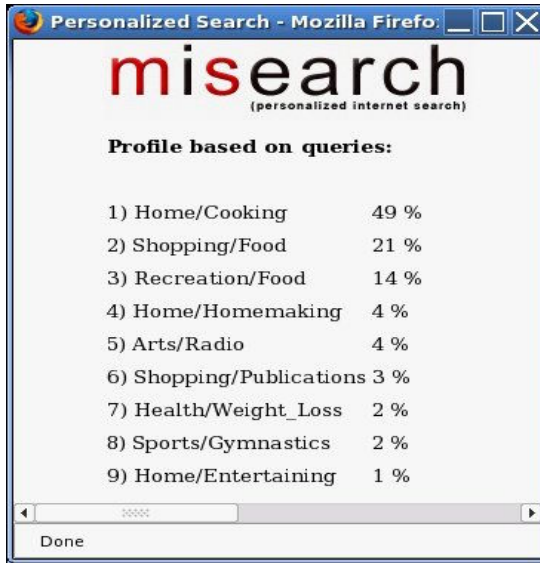 Personalized Search - Mozilla Firefo
misearch
(personalized internet search)
Profile based on queries:
1) Home/Cooking 49 %
2) Shopping/Food 21 %
3) Recreation/Food 14 %
4) Home/Homemaking 4 %
5) Arts/Radio 4 %
6) Shopping/Publications 3 %
7) Health/Weight_Loss 2 %
8) Sports/Gymnastics 2 %
9) Home/Entertaining 1 %
Done